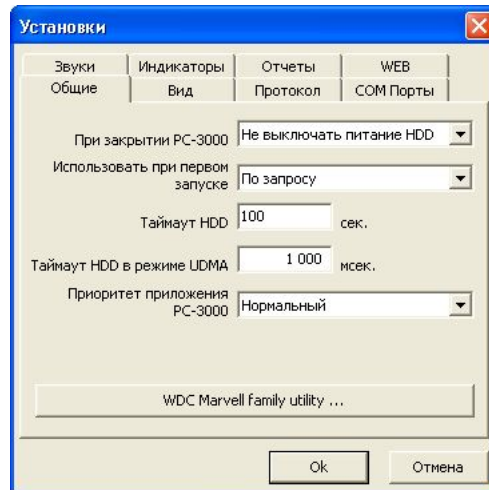 Установки
Звуки Индикаторы Отчеты WEB
Общие Вид Протокол COM Порты
При закрытии PC-3000 Не выключать питание HDD
Использовать при первом
запуске По запросу
Таймаут HDD 100 сек.
Таймаут HDD в режиме UDMA 1 000 мсек.
Приоритет приложения
PC-3000 Нормальный
WDC Marvell family utility ...
Ok Отмена